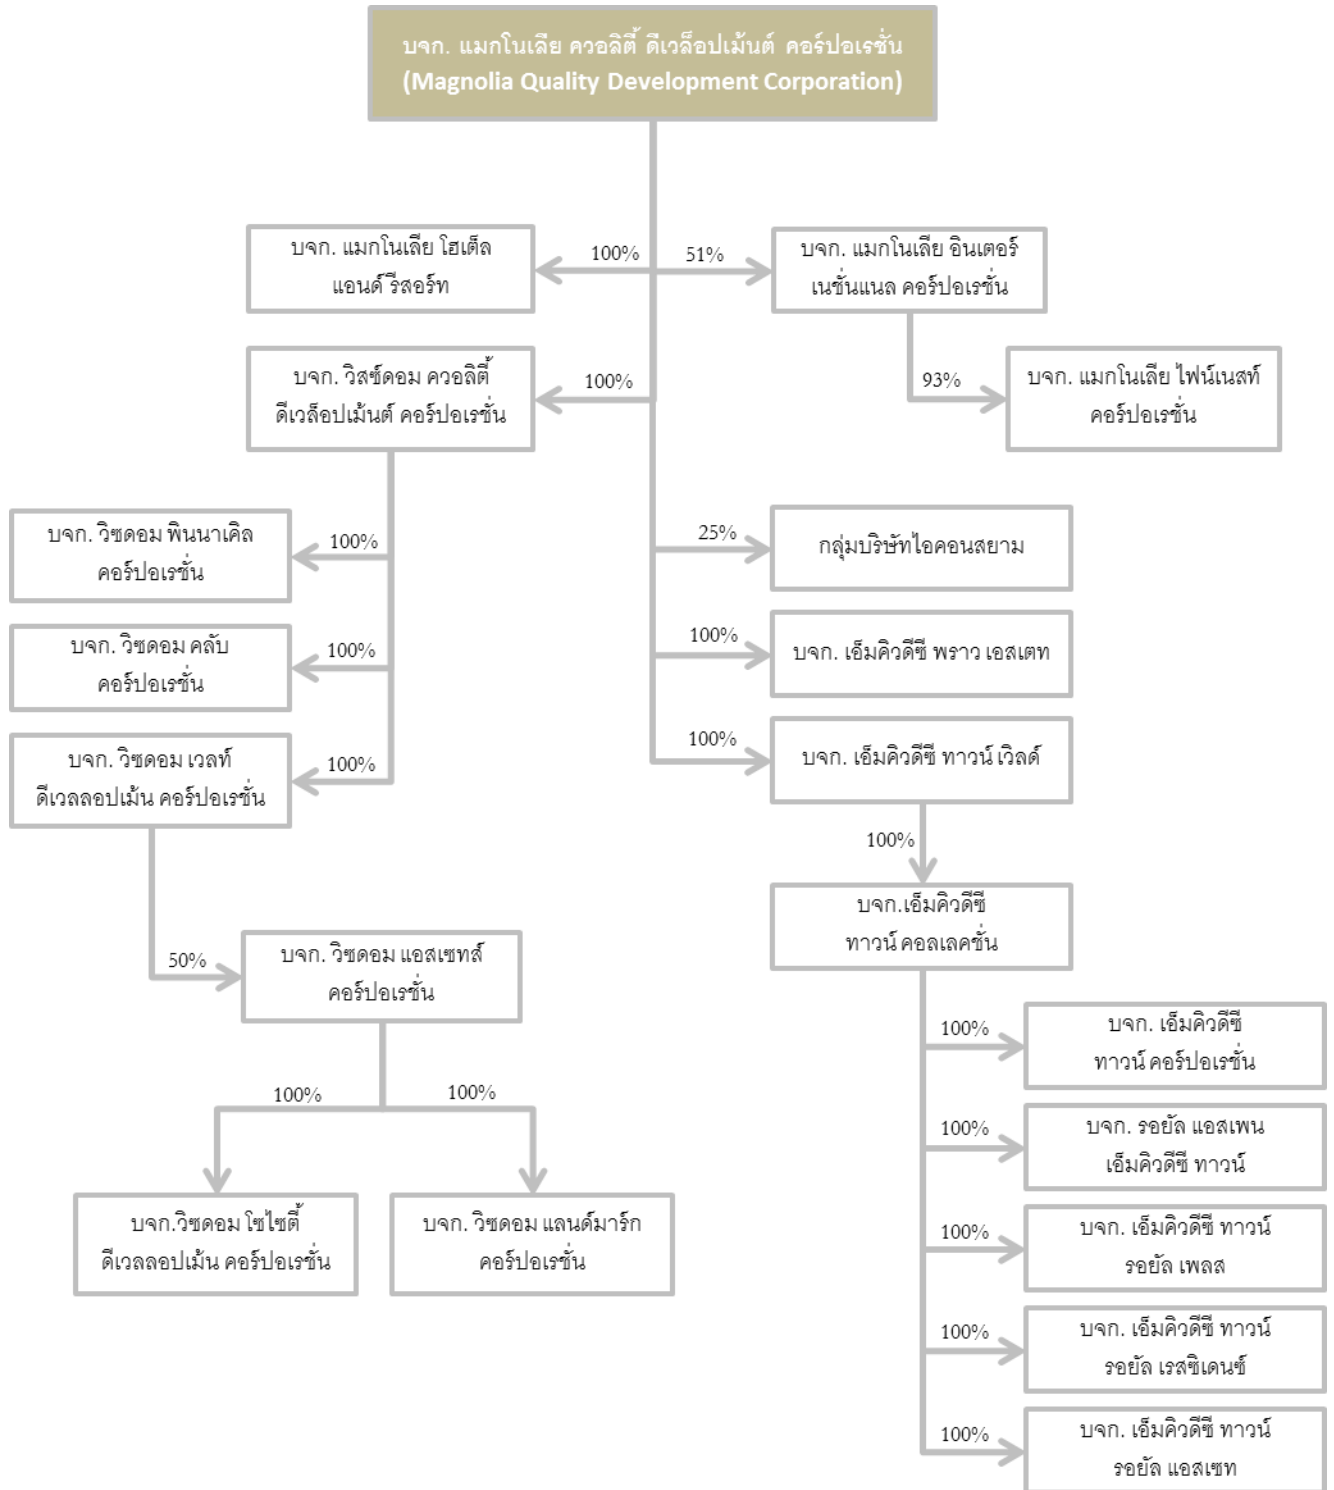 บจก. แมกโนเลีย ควอลิตี้ ดีเวล็อปเม้นต์ คอร์ปอเรชั่น
(Magnolia Quality Development Corporation)
บจก. แมกโนเลีย โฮเต็ล
แอนด์ รีสอร์ท
100%
51%
บจก. แมกโนเลีย อินเตอร์
เนชั่นแนล คอร์ปอเรชั่น
บจก. วิสซ์ดอม ควอลิตี้
ดีเวล็อปเม้นต์ คอร์ปอเรชั่น
100%
93%
บจก. แมกโนเลีย ไฟน์เนสท์
คอร์ปอเรชั่น
บจก. วิซดอม พินนาเคิล
คอร์ปอเรชั่น
100%
25%
กลุ่มบริษัทไอคอนสยาม
บจก. วิซดอม คลับ
คอร์ปอเรชั่น
100%
100%
บจก. เอ็มคิวดีซี พราว เอสเตท
บจก. วิซดอม เวลท์
ดีเวลลอปเม้น คอร์ปอเรชั่น
100%
100%
บจก. เอ็มคิวดีซี ทาวน์ เวิลด์
100%
บจก.เอ็มคิวดีซี
ทาวน์ คอลเลคชั่น
50%
บจก. วิซดอม แอสเซทส์
คอร์ปอเรชั่น
100%
บจก. เอ็มคิวดีซี
ทาวน์ คอร์ปอเรชั่น
100%
100%
100%
บจก. รอยัล แอสเพน
เอ็มคิวดีซี ทาวน์
บจก.วิซดอม โซไซตี้
ดีเวลลอปเม้น คอร์ปอเรชั่น
บจก. วิซดอม แลนด์มาร์ก
คอร์ปอเรชั่น
100%
บจก. เอ็มคิวดีซี ทาวน์
รอยัล เพลส
100%
บจก. เอ็มคิวดีซี ทาวน์
รอยัล เรสซิเดนซ์
100%
บจก. เอ็มคิวดีซี ทาวน์
รอยัล แอสเซท